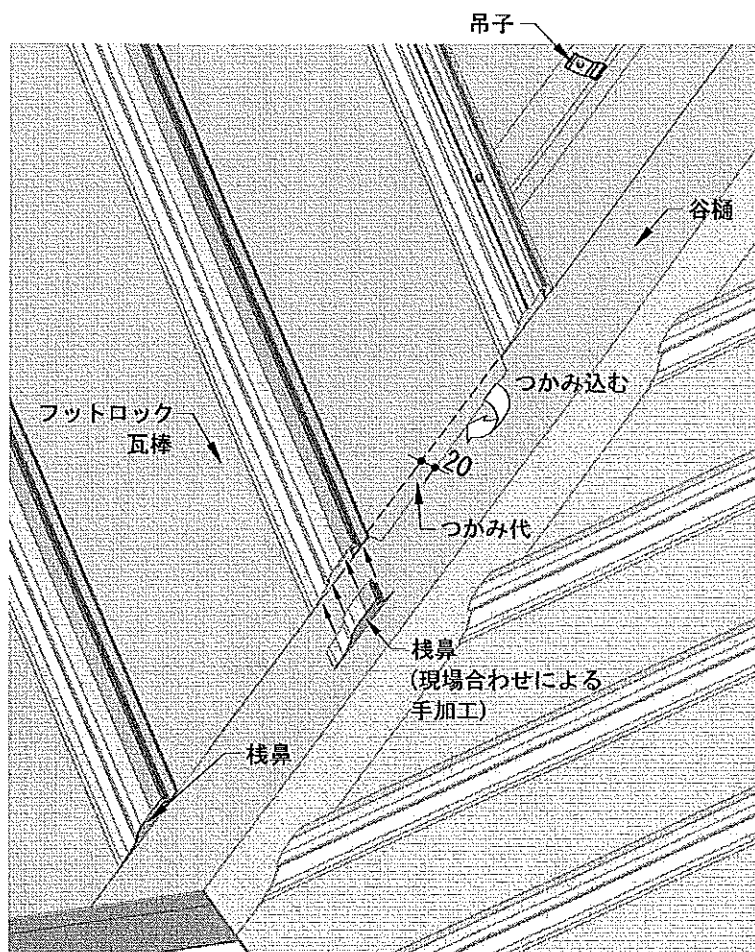 吊子
谷樋
つかみ込む
フットロック
瓦棒
20
つかみ代
桟鼻
(現場合わせによる
手加工)
桟鼻